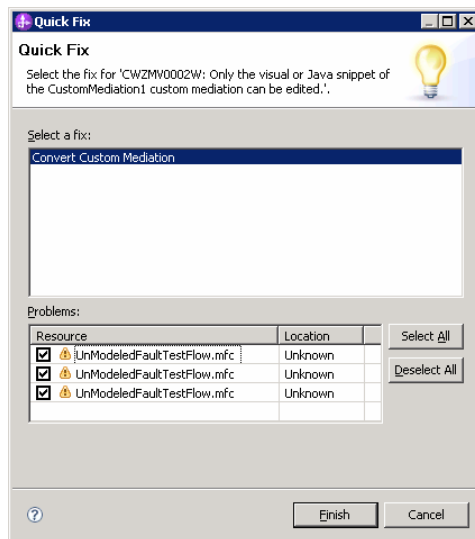 Quick Fix
Quick Fix
Select the fix for 'CWZMV0002W: Only the visual or Java snippet of
the CustomMediation1 custom mediation can be edited.'.
Select a fix:
Convert Custom Mediation
Problems:
Resource Location
UnModeledFaultTestFlow.mfc Unknown
UnModeledFaultTestFlow.mfc Unknown
UnModeledFaultTestFlow.mfc Unknown
Select All
Deselect All
?
Finish Cancel